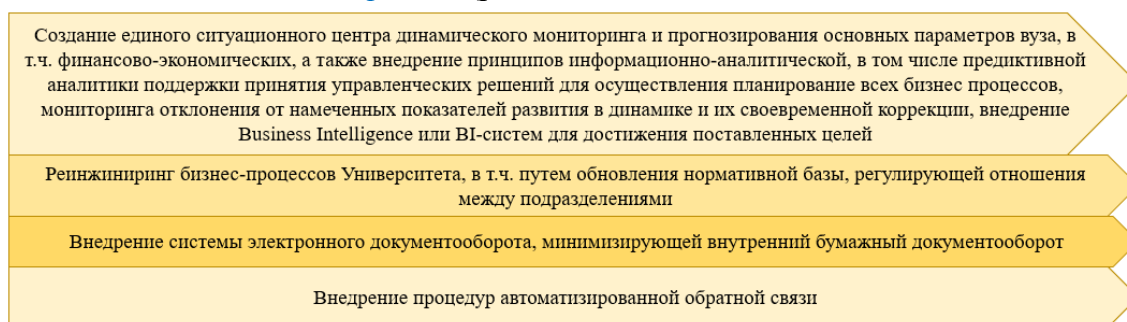 Создание единого ситуационного центра динамического мониторинга и прогнозирования основных параметров вуза, в
т.ч. финансово-экономических, а также внедрение принципов информационно-аналитической, в том числе предиктивной
аналитики поддержки принятия управленческих решений для осуществления планирование всех бизнес процессов,
мониторинга отклонения от намеченных показателей развития в динамике и их своевременной коррекции, внедрение
Business Intelligence или BI-систем для достижения поставленных целей
Реинжиниринг бизнес-процессов Университета, в т.ч. путем обновления нормативной базы, регулирующей отношения
между подразделениями
Внедрение системы электронного документооборота, минимизирующей внутренний бумажный документооборот
Внедрение процедур автоматизированной обратной связи